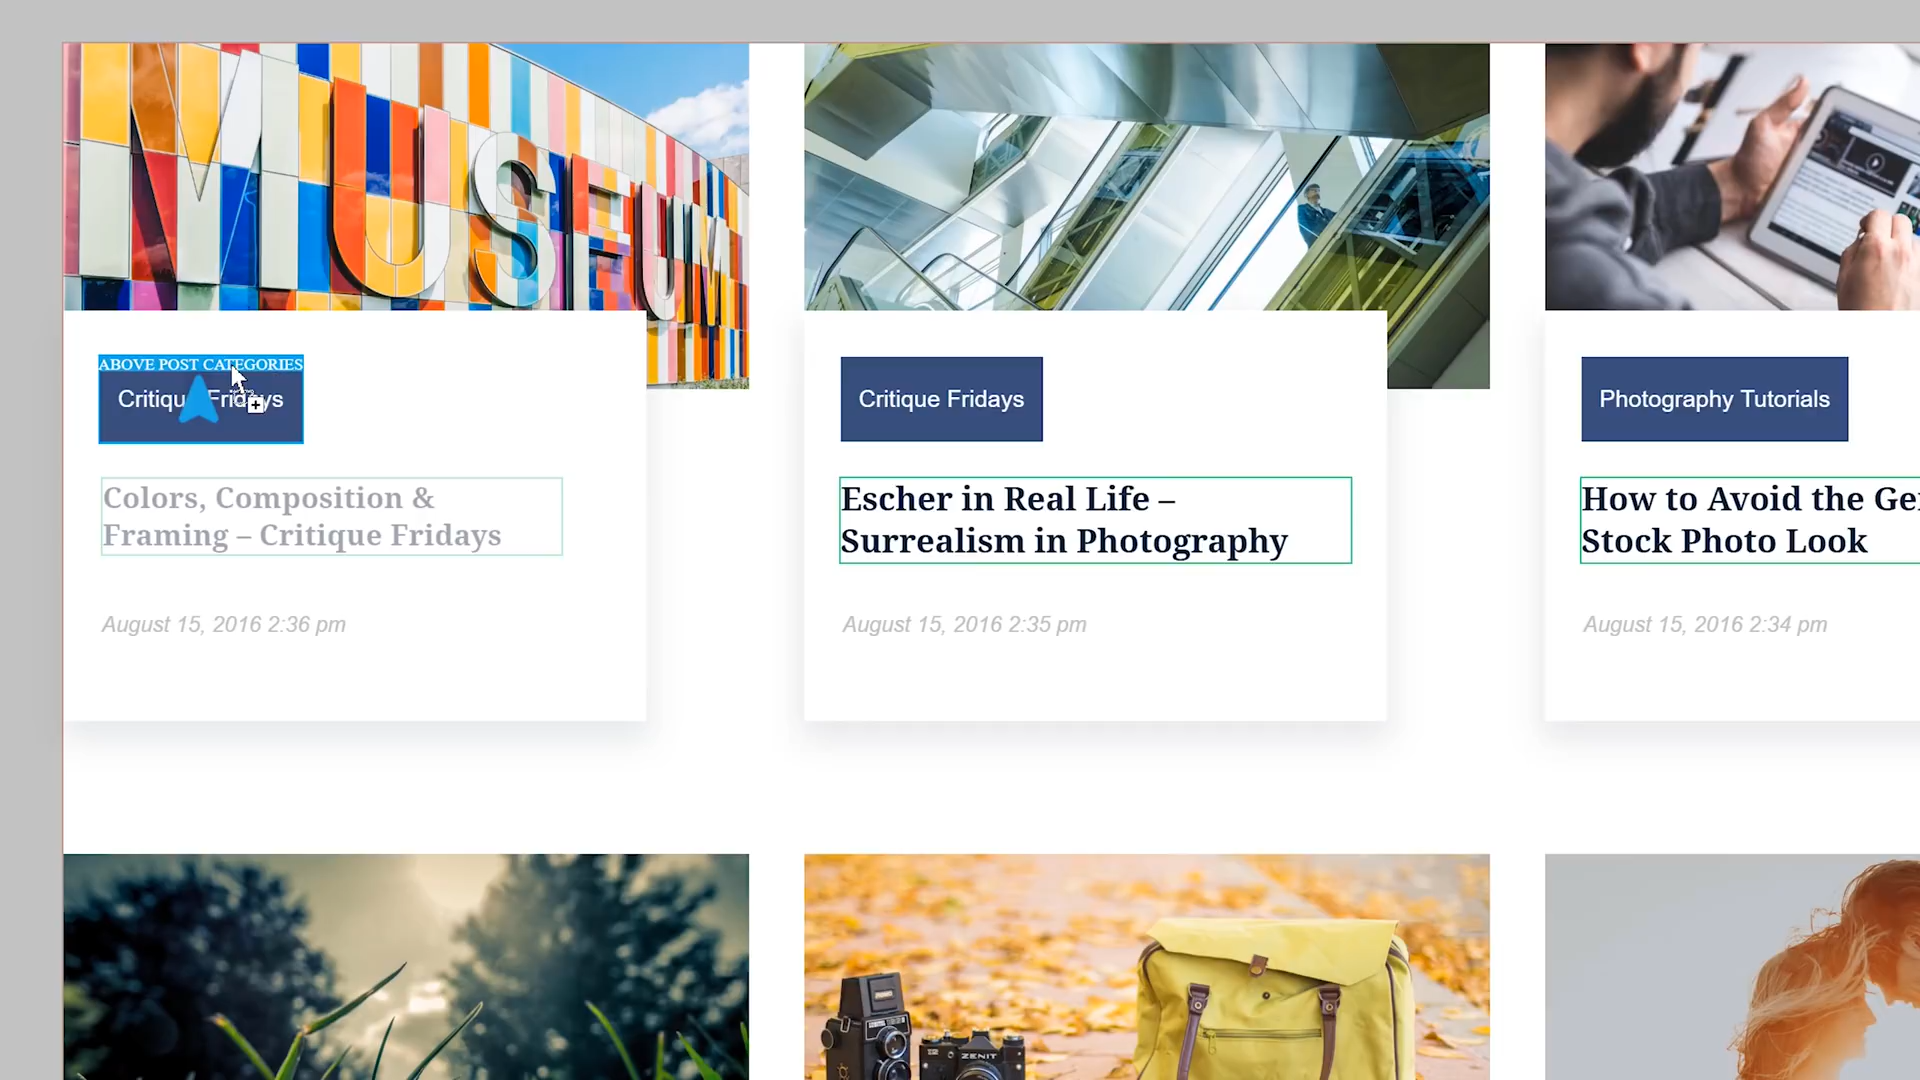 MUSEUM
ABOVE POST CATEGORIES
Critique Fridays
Colors, Composition &
Framing – Critique Fridays
August 15, 2016 2:36 pm
Critique Fridays
Escher in Real Life –
Surrealism in Photography
August 15, 2016 2:35 pm
Photography Tutorials
How to Avoid the Ge
Stock Photo Look
August 15, 2016 2:34 pm
ZENIT